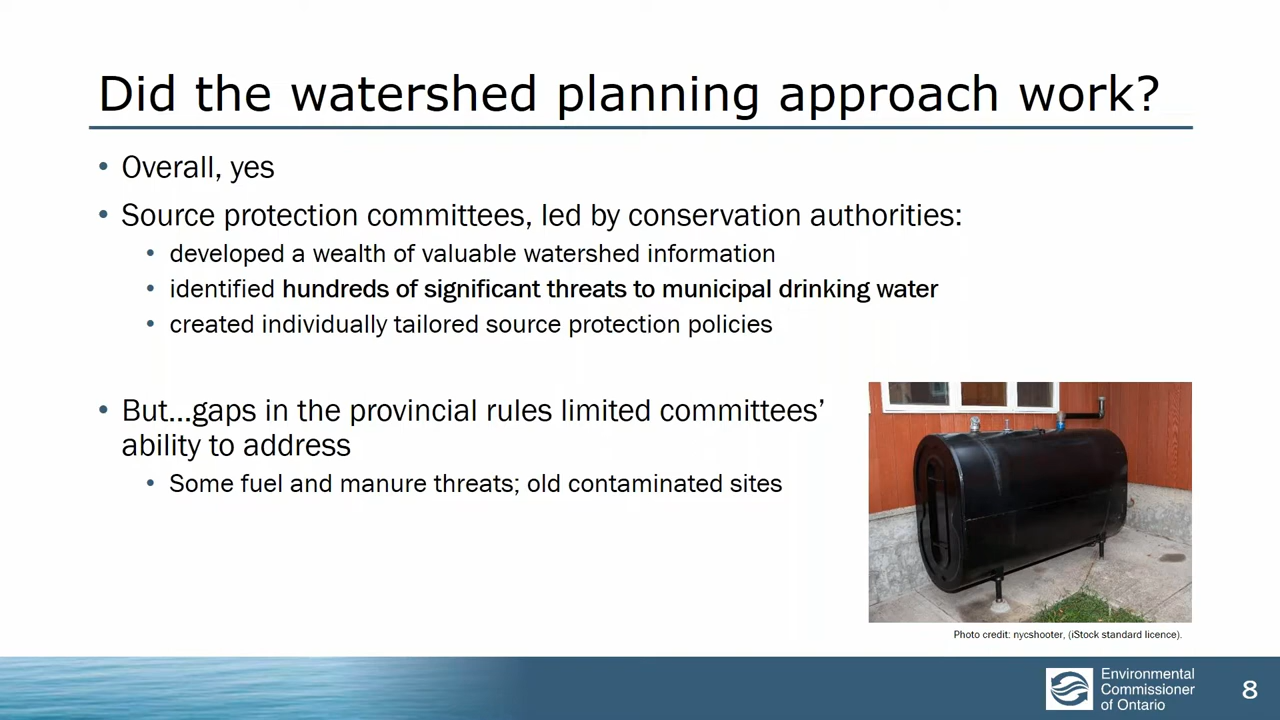 Did the watershed planning approach work?
• Overall, yes
• Source protection committees, led by conservation authorities:
• developed a wealth of valuable watershed information
• identified hundreds of significant threats to municipal drinking water
• created individually tailored source protection policies
• But...gaps in the provincial rules limited committees’
ability to address
• Some fuel and manure threats; old contaminated sites
Photo credit: nycshooter, (iStock standard licence).
Environmental
Commissioner
of Ontario
8